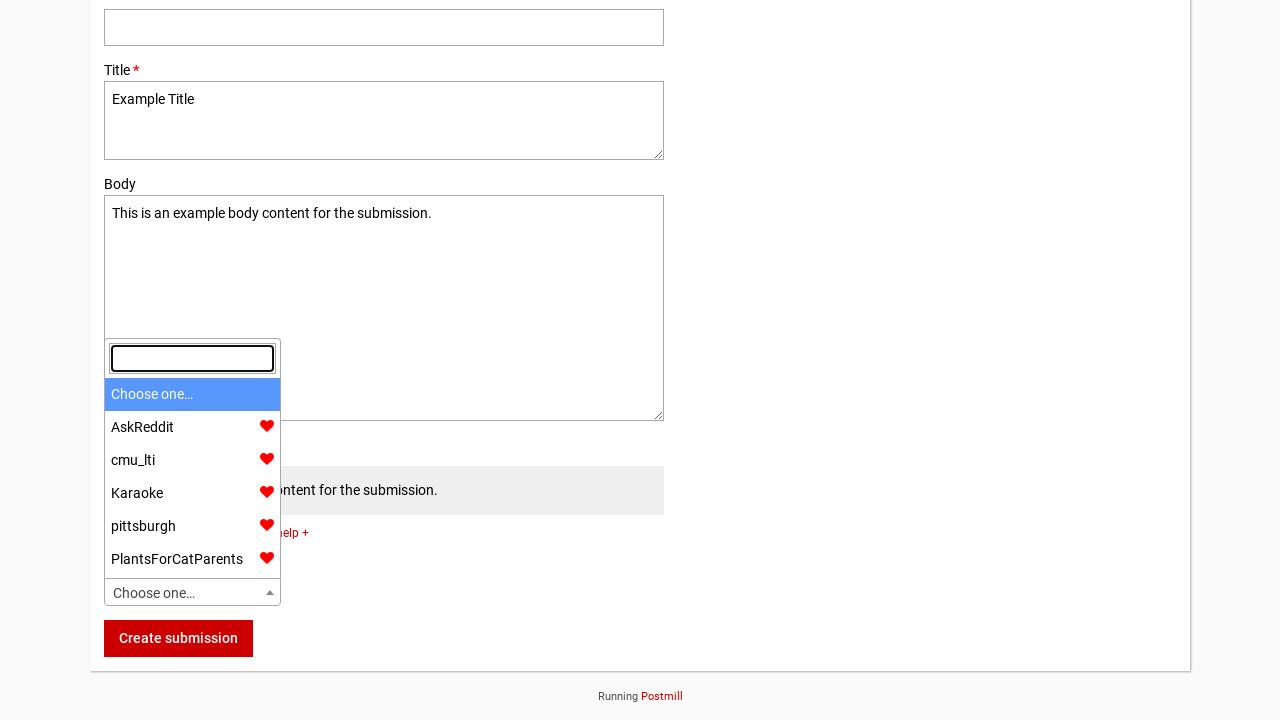 Title *
Example Title
Body
This is an example body content for the submission.
Choose one…
AskReddit
cmu_lti
Karaoke
pittsburgh
PlantsForCatParents
ntent for the submission.
help +
Choose one…
Create submission
Running Postmill